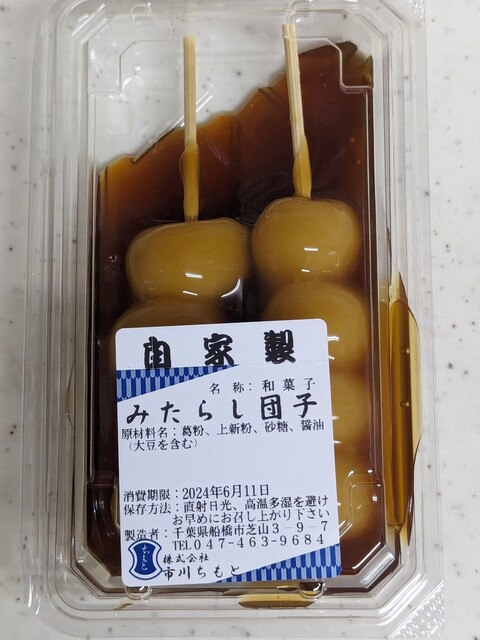 自家製
名 称:和菓子
みたらし団子
原材料名:葛粉、上新粉、砂糖、醤油
(大豆を含む)
消費期限:2024年6月11日
保存方法:直射日光、高温多湿を避け
お早めにお召し上がり下さい
製造者:千葉県船橋市芝山3-9-7
TEL047-463-9684
ちもと
株式会社
市川ちもと